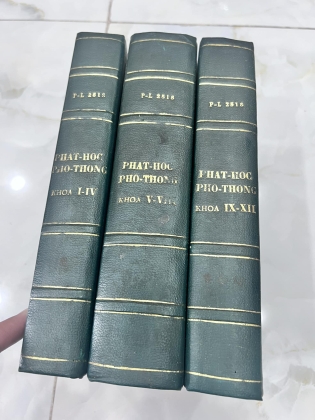 P-L 2518
PHAT-HOC
PHO-THONG
KHOA I-IV
P-L 2518
PHAT-HOC
PHO-THONG
KHOA
P-L 2518
PHAT-HOC
PHO-THONG
KHOA IX-XII